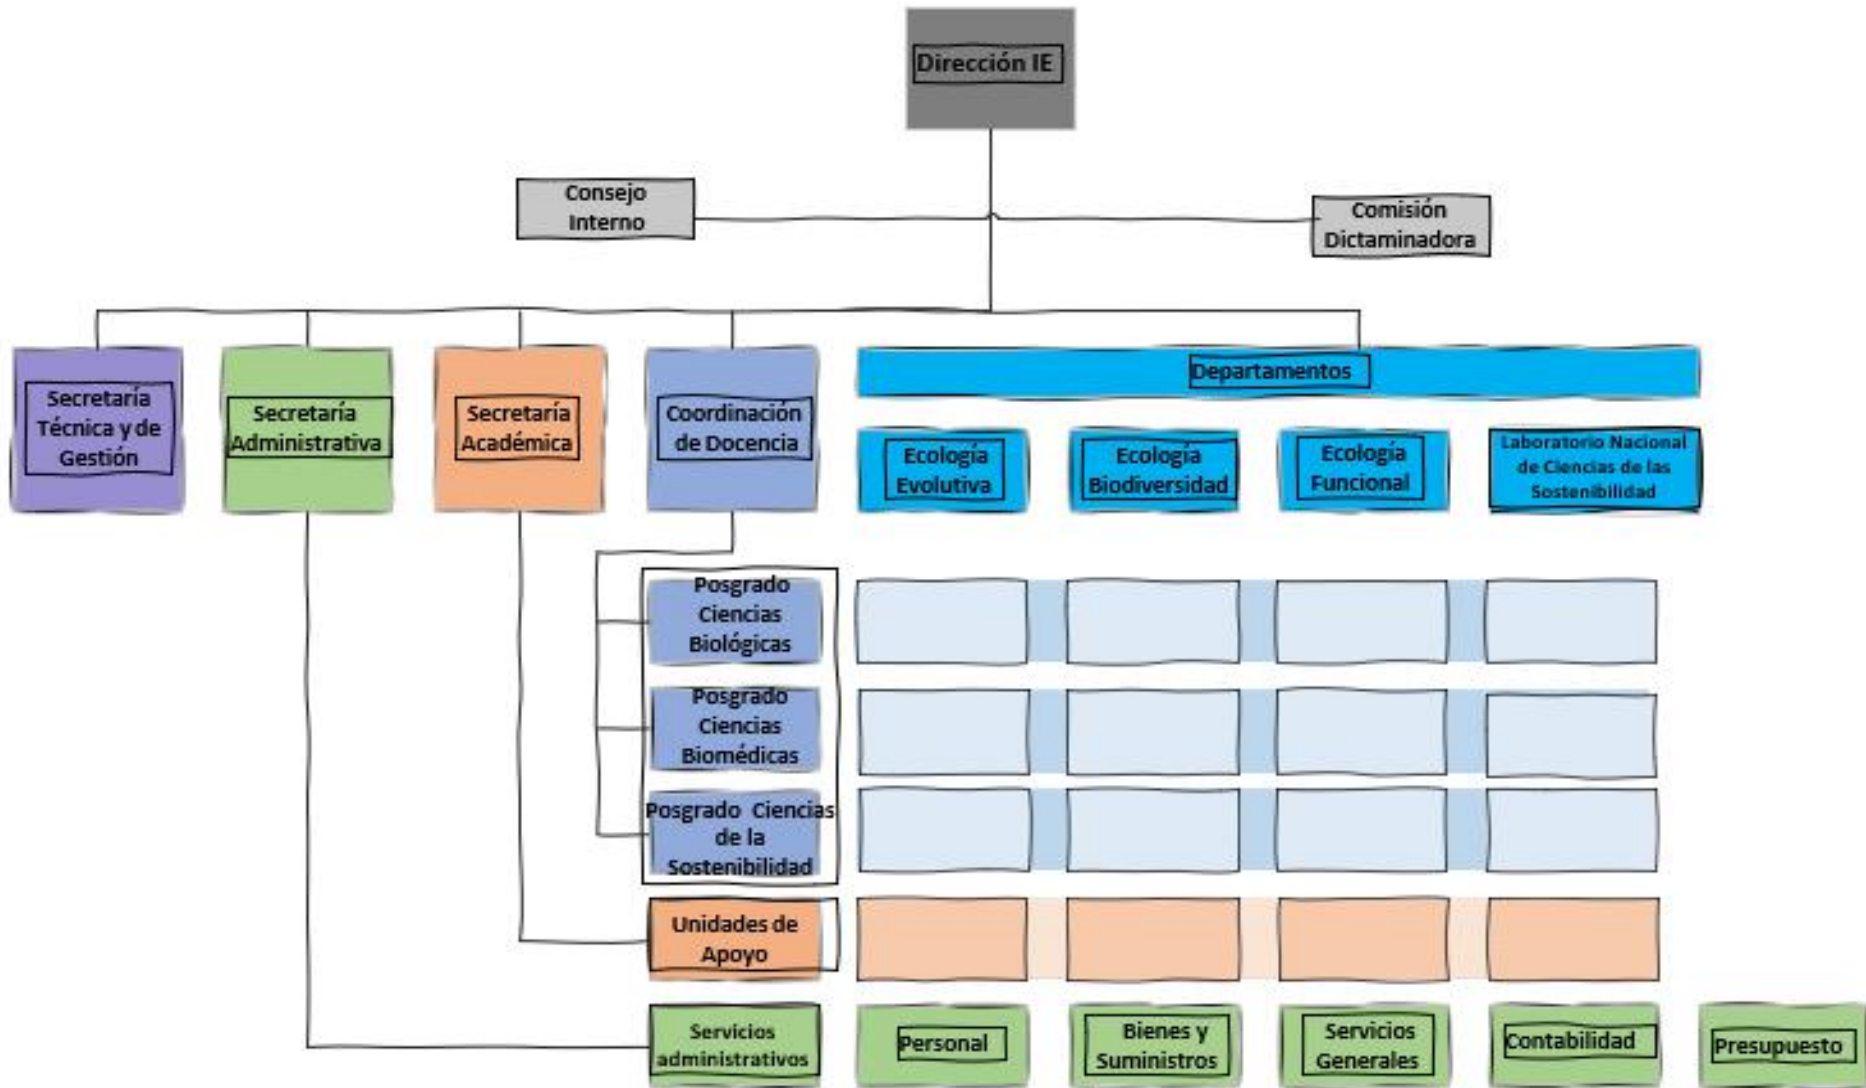 Dirección IE
Consejo
Interno
Comisión
Dictaminadora
Secretaría
Técnica y de
Gestión
Secretaría
Administrativa
Secretaría
Académica
Coordinación
de Docencia
Departamentos
Ecología
Evolutiva
Ecología
Biodiversidad
Ecología
Funcional
Laboratorio Nacional
de Ciencias de las
Sostenibilidad
Posgrado
Ciencias
Biológicas
Posgrado
Ciencias
Biomédicas
Posgrado Ciencias
de la
Sostenibilidad
Unidades de
Apoyo
Servicios
administrativos
Personal
Bienes y
Suministros
Servicios
Generales
Contabilidad
Presupuesto